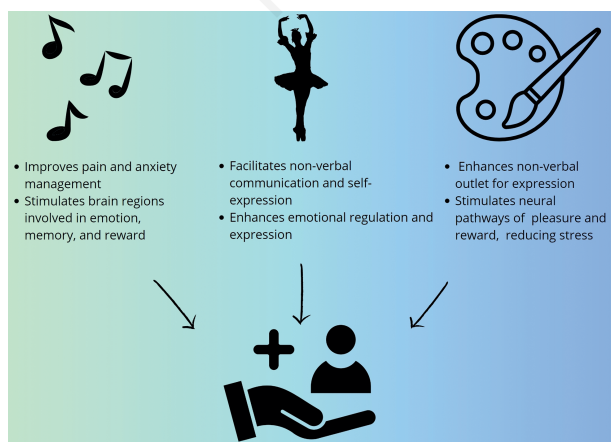 • Improves pain and anxiety
management
• Stimulates brain regions
involved in emotion,
memory, and reward
• Facilitates non-verbal
communication and self-
expression
• Enhances emotional regulation and
expression
• Enhances non-verbal
outlet for expression
• Stimulates neural
pathways of pleasure and
reward, reducing stress